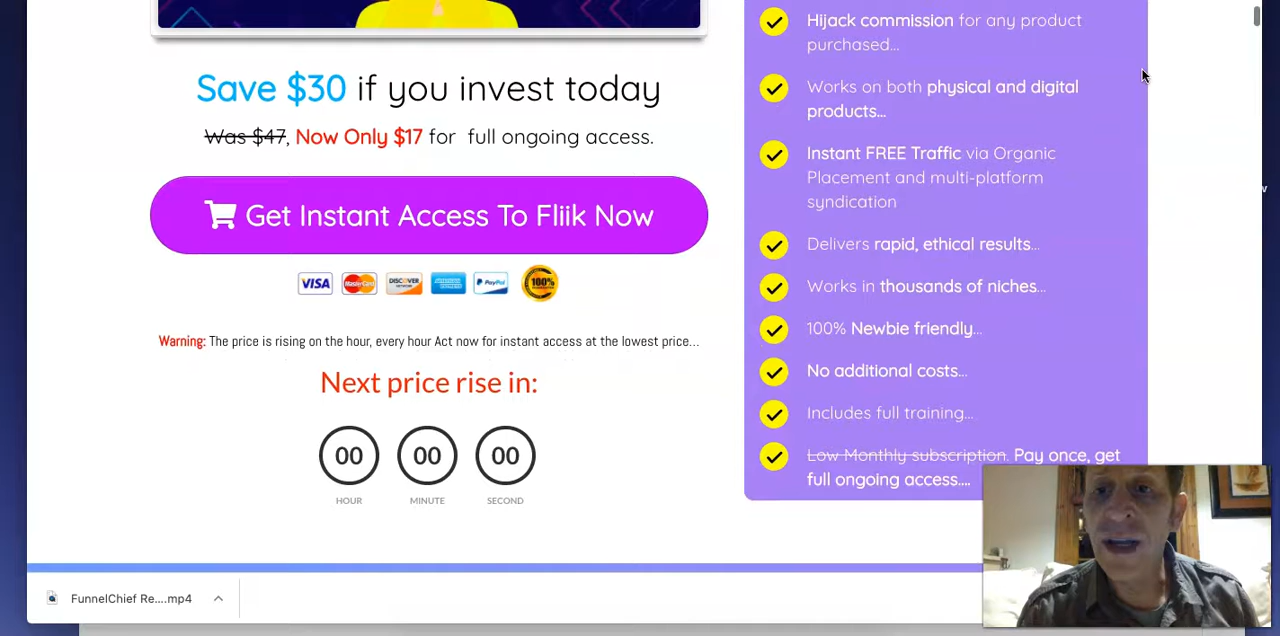 Save $30 if you invest today
Was $47, Now Only $17 for full ongoing access.
Get Instant Access To Fliik Now
VISA MasterCard DISCOVER PayPal 100%
Warning: The price is rising on the hour, every hour Act now for instant access at the lowest price...
Next price rise in:
00 00 00
HOUR MINUTE SECOND
Hijack commission for any product
purchased...
Works on both physical and digital
products...
Instant FREE Traffic via Organic
Placement and multi-platform
syndication
Delivers rapid, ethical results...
Works in thousands of niches...
100% Newbie friendly...
No additional costs...
Includes full training...
Low Monthly subscription. Pay once, get
full ongoing access....
FunnelChief Re....mp4